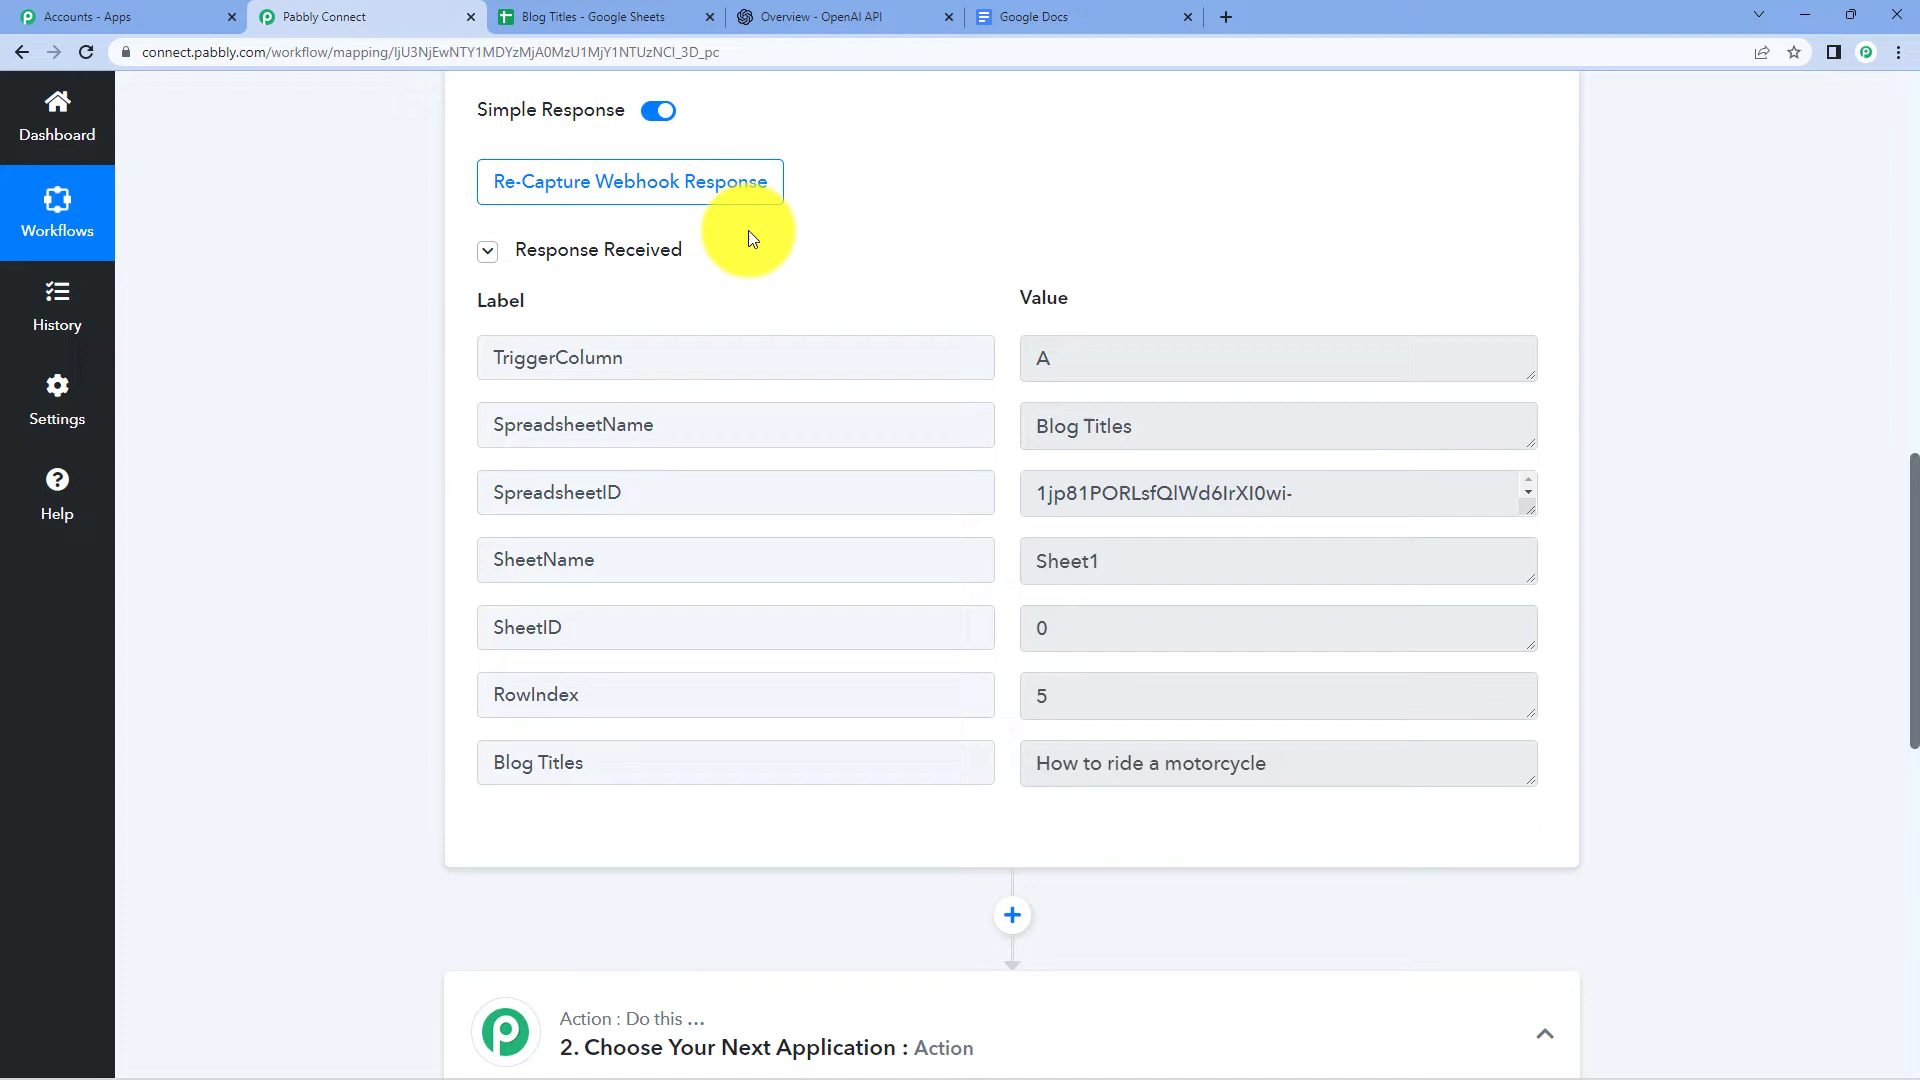 Accounts - Apps
Pabbly Connect
Blog Titles - Google Sheets
Overview - OpenAI API
Google Docs
connect.pabbly.com/workflow/mapping/IjU3NjEwNTY1MDYzMjA0MzU1MjY1NTUzNCI_3D_pc
Dashboard
Workflows
History
Settings
Help
Simple Response
Re-Capture Webhook Response
Response Received
Label Value
TriggerColumn A
SpreadsheetName Blog Titles
SpreadsheetID 1jp81PORLsfQlWd6IrXI0wi-
SheetName Sheet1
SheetID 0
RowIndex 5
Blog Titles How to ride a motorcycle
Action : Do this ...
2. Choose Your Next Application : Action